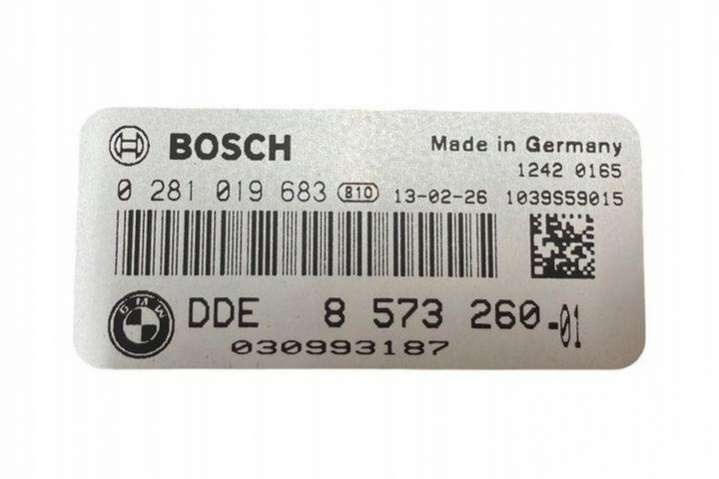 BOSCH Made in Germany
1242 0165
0 281 019 683 810 13-02-26 1039S59015
BMW DDE 8 573 260-01
030993187